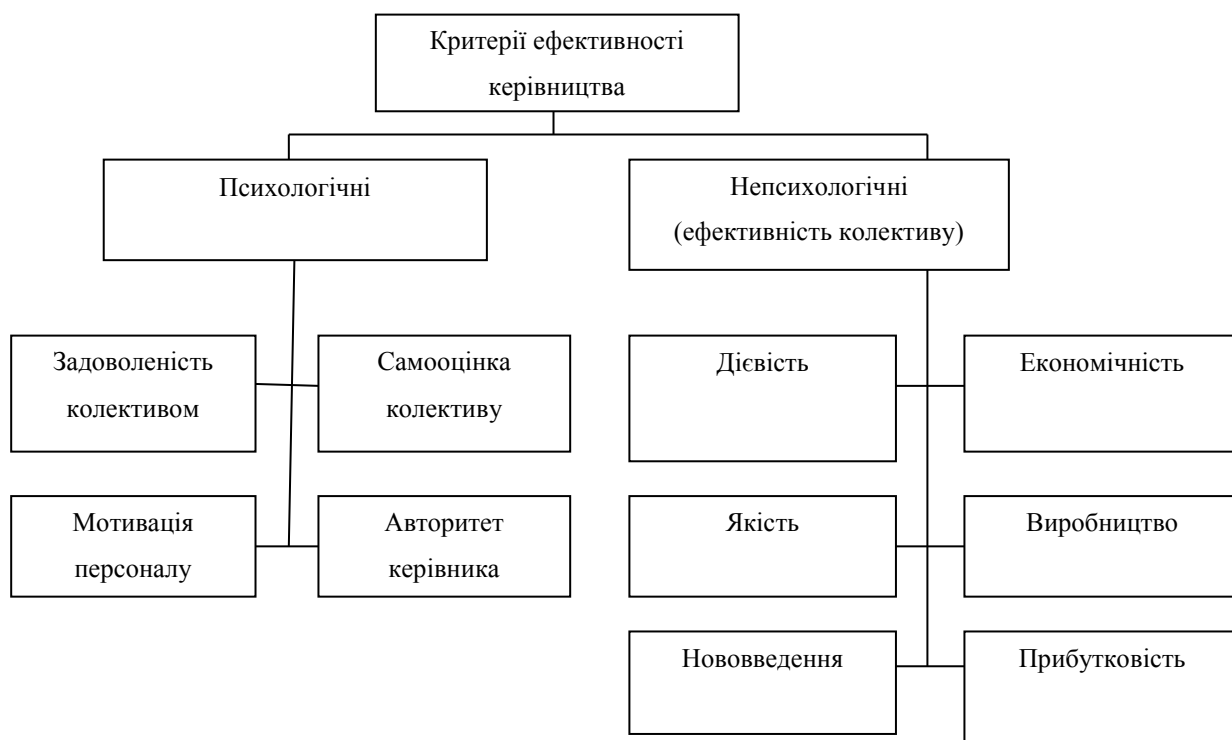 Критерії ефективності
керівництва
Психологічні
Непсихологічні
(ефективність колективу)
Задоволеність
колективом
Самооцінка
колективу
Дієвість
Економічність
Мотивація
персоналу
Авторитет
керівника
Якість
Виробництво
Нововведення
Прибутковість